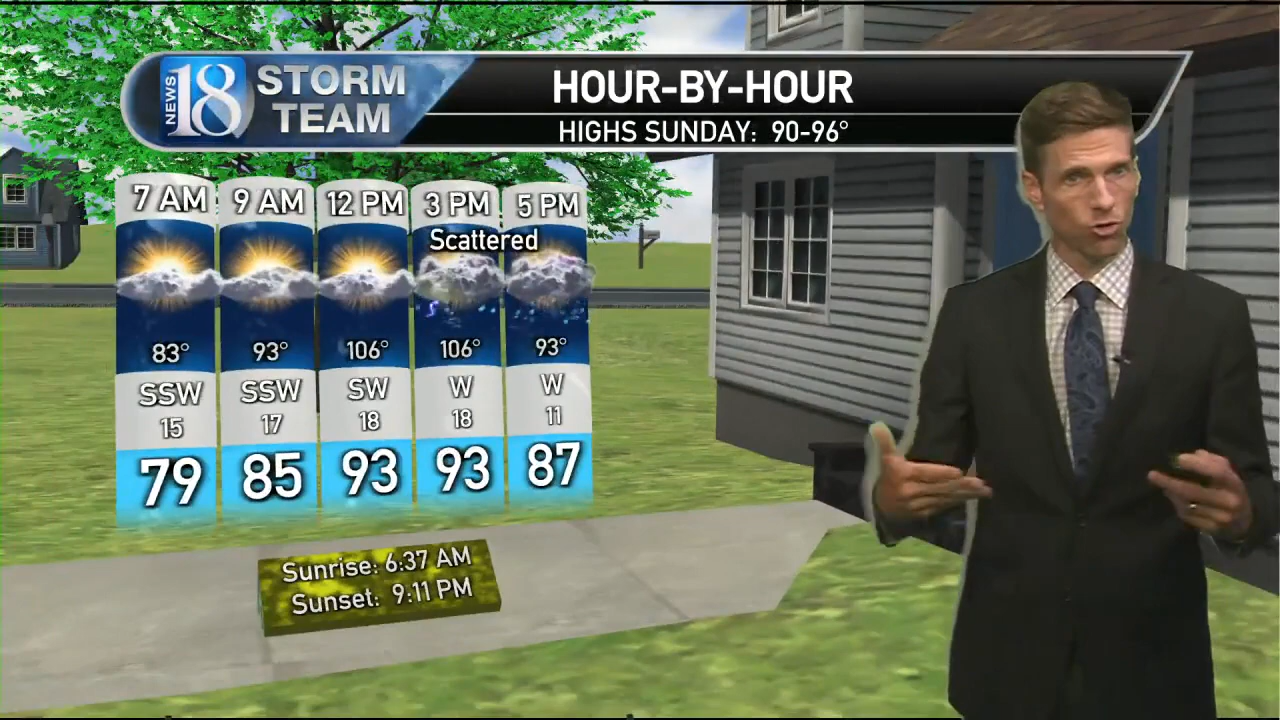 NEWS 18 STORM TEAM
HOUR-BY-HOUR
HIGHS SUNDAY: 90-96°
7 AM 9 AM 12 PM 3 PM 5 PM
Scattered
83° 93° 106° 106° 93°
SSW SSW SW W W
15 17 18 18 11
79 85 93 93 87
Sunrise: 6:37 AM
Sunset: 9:11 PM